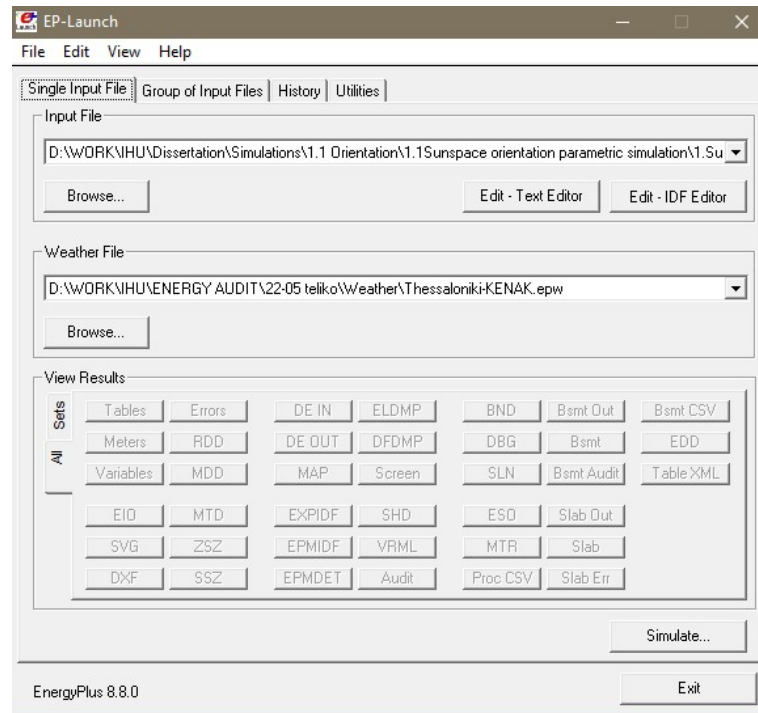 EP-Launch
File Edit View Help
Single Input File Group of Input Files History Utilities
Input File
D:\WORK\IHU\Dissertation\Simulations\1.1 Orientation\1.1Sunspace orientation parametric simulation\1.Su
Browse... Edit - Text Editor Edit - IDF Editor
Weather File
D:\WORK\IHU\ENERGY AUDIT\22-05 teliko\Weather\Thessaloniki-KENAK.epw
Browse...
View Results
Sets
All
Tables Errors DE IN ELDMP BND Bsmt Out Bsmt CSV
Meters RDD DE OUT DFDMP DBG Bsmt EDD
Variables MDD MAP Screen SLN Bsmt Audit Table XML
EIO MTD EXPIDF SHD ESO Slab Out
SVG ZSZ EPMIDF VRML MTR Slab
DXF SSZ EPMDET Audit Proc CSV Slab Err
Simulate...
EnergyPlus 8.8.0 Exit